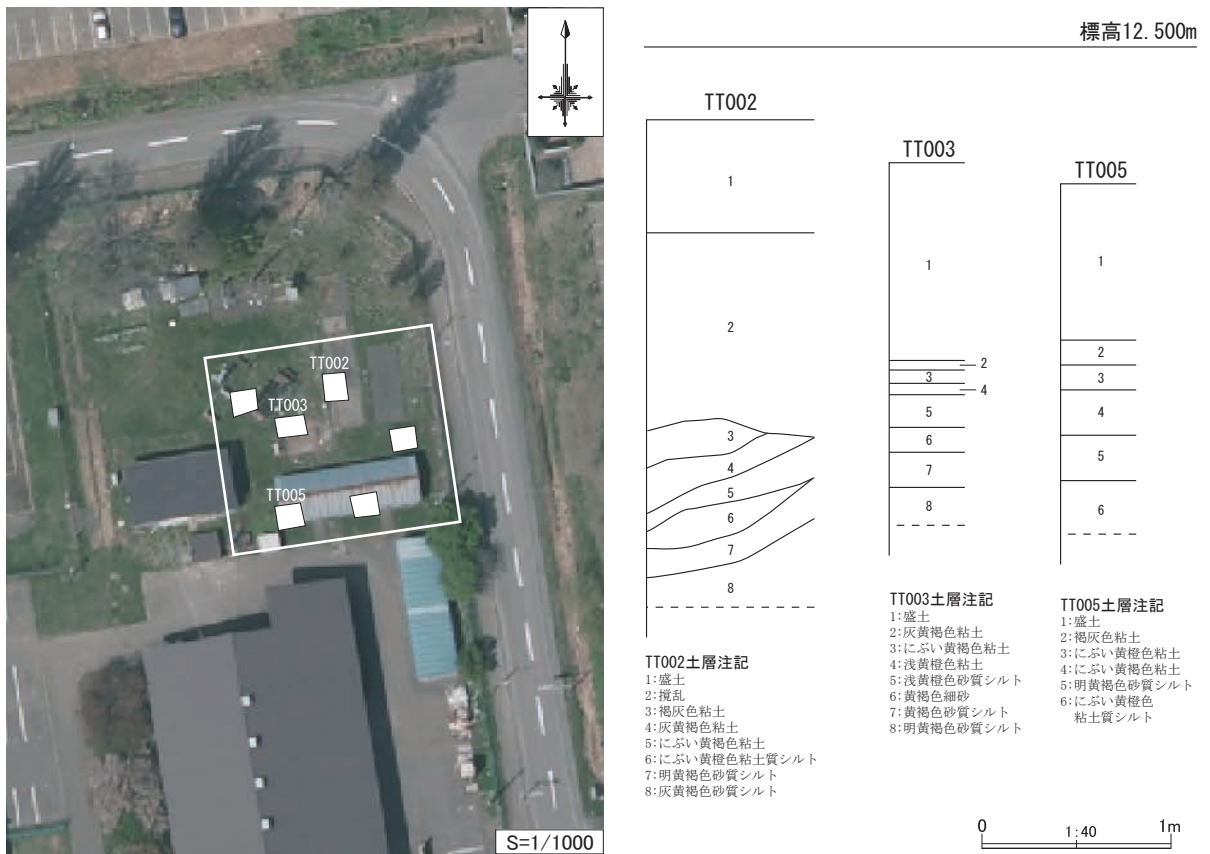 TT002
TT003
TT005
S=1/1000
標高12.500m
TT002
1
2
3
4
5
6
7
8
TT002土層注記
1:盛土
2:攪乱
3:褐灰色粘土
4:灰黄褐色粘土
5:にぶい黄褐色粘土
6:にぶい黄橙色粘土質シルト
7:明黄褐色砂質シルト
8:灰黄褐色砂質シルト
TT003
1
2
3
4
5
6
7
8
TT003土層注記
1:盛土
2:灰黄褐色粘土
3:にぶい黄褐色粘土
4:浅黄橙色粘土
5:浅黄橙色砂質シルト
6:黄褐色細砂
7:黄褐色砂質シルト
8:明黄褐色砂質シルト
TT005
1
2
3
4
5
6
TT005土層注記
1:盛土
2:褐灰色粘土
3:にぶい黄橙色粘土
4:にぶい黄褐色粘土
5:明黄褐色砂質シルト
6:にぶい黄橙色
粘土質シルト
0 1:40 1m